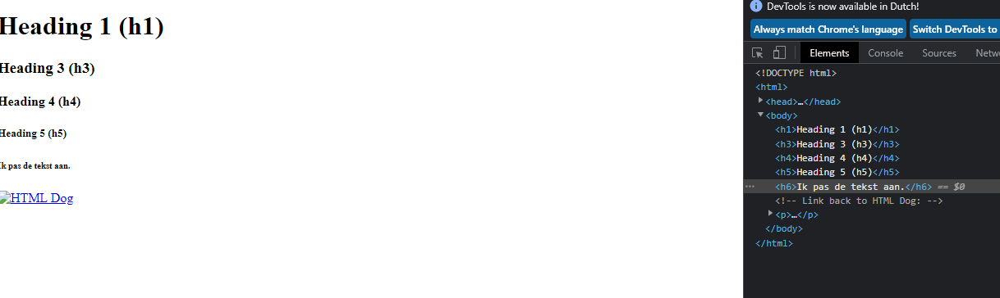 Heading 1 (h1)
Heading 3 (h3)
Heading 4 (h4)
Heading 5 (h5)
Ik pas de tekst aan.
HTML Dog
DevTools is now available in Dutch!
Always match Chrome's language Switch DevTools to
Elements Console Sources Netw
<!DOCTYPE html>
<html>
<head>…</head>
<body>
<h1>Heading 1 (h1)</h1>
<h3>Heading 3 (h3)</h3>
<h4>Heading 4 (h4)</h4>
<h5>Heading 5 (h5)</h5>
<h6>Ik pas de tekst aan.</h6> == $0
<!-- Link back to HTML Dog: -->
<p>…</p>
</body>
</html>